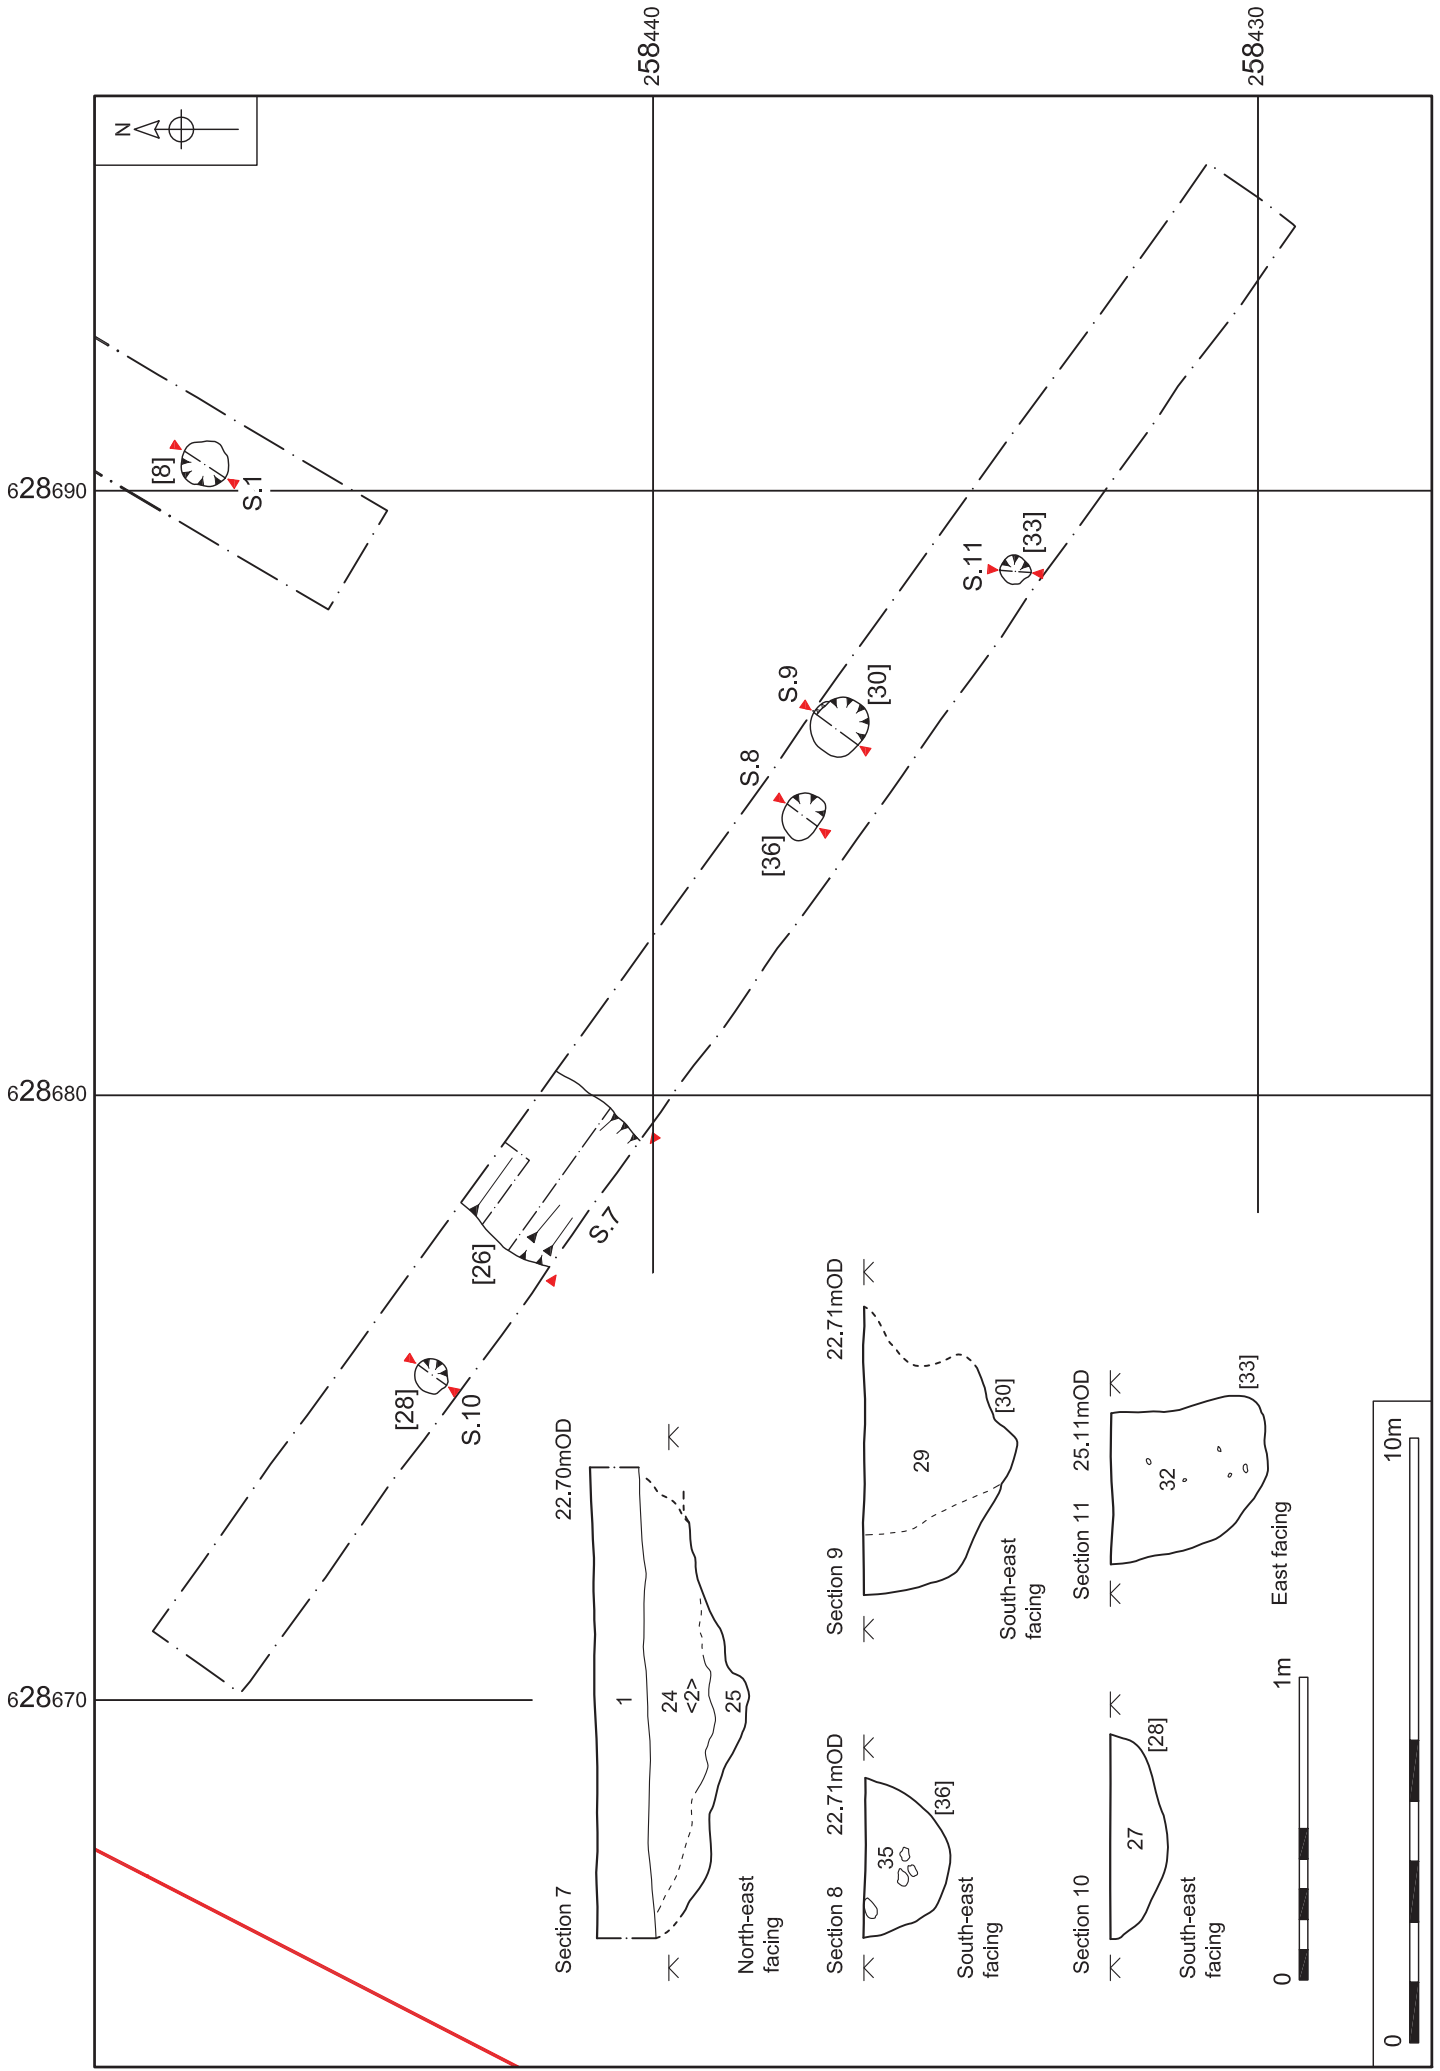 628670
628680
628690
258440
258430
N
[8]
S.1
[28]
S.10
[26]
S.7
[36]
S.8
S.9
[30]
S.11
[33]
Section 7
22.70mOD
1
24
<2>
25
North-east
facing
Section 8
22.71mOD
35
[36]
South-east
facing
Section 9
22.71mOD
29
[30]
South-east
facing
Section 10
27
[28]
South-east
facing
Section 11
25.11mOD
32
[33]
East facing
0
1m
0
10m